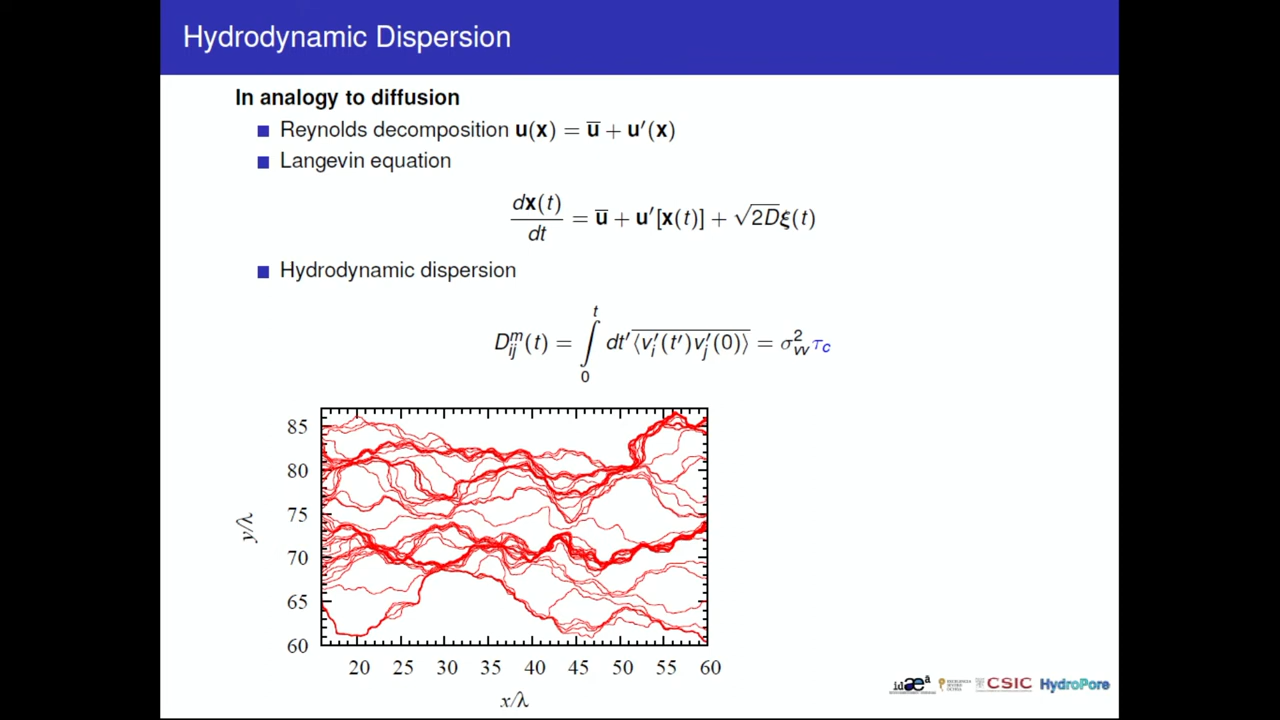 Hydrodynamic Dispersion
In analogy to diffusion
Reynolds decomposition u(x) = u̅ + u′(x)
Langevin equation
dx(t)/dt = u̅ + u′[x(t)] + √2D ξ(t)
Hydrodynamic dispersion
D^m_ij(t) = ∫_0^t dt′ \overline{⟨v′_i(t′)v′_j(0)⟩} = σ²_vv τ_c
85
80
75
70
65
60
y/λ
20 25 30 35 40 45 50 55 60
x/λ
idæa CSIC HydroPore